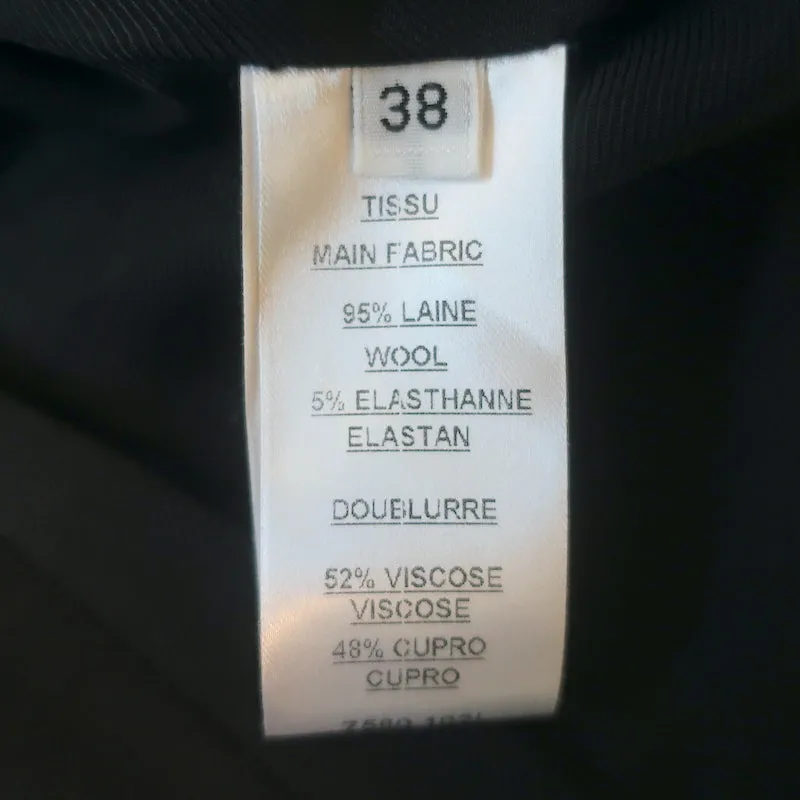 38
TISSU
MAIN FABRIC
95% LAINE
WOOL
5% ELASTHANNE
ELASTAN
DOUBLURRE
52% VISCOSE
VISCOSE
48% CUPRO
CUPRO